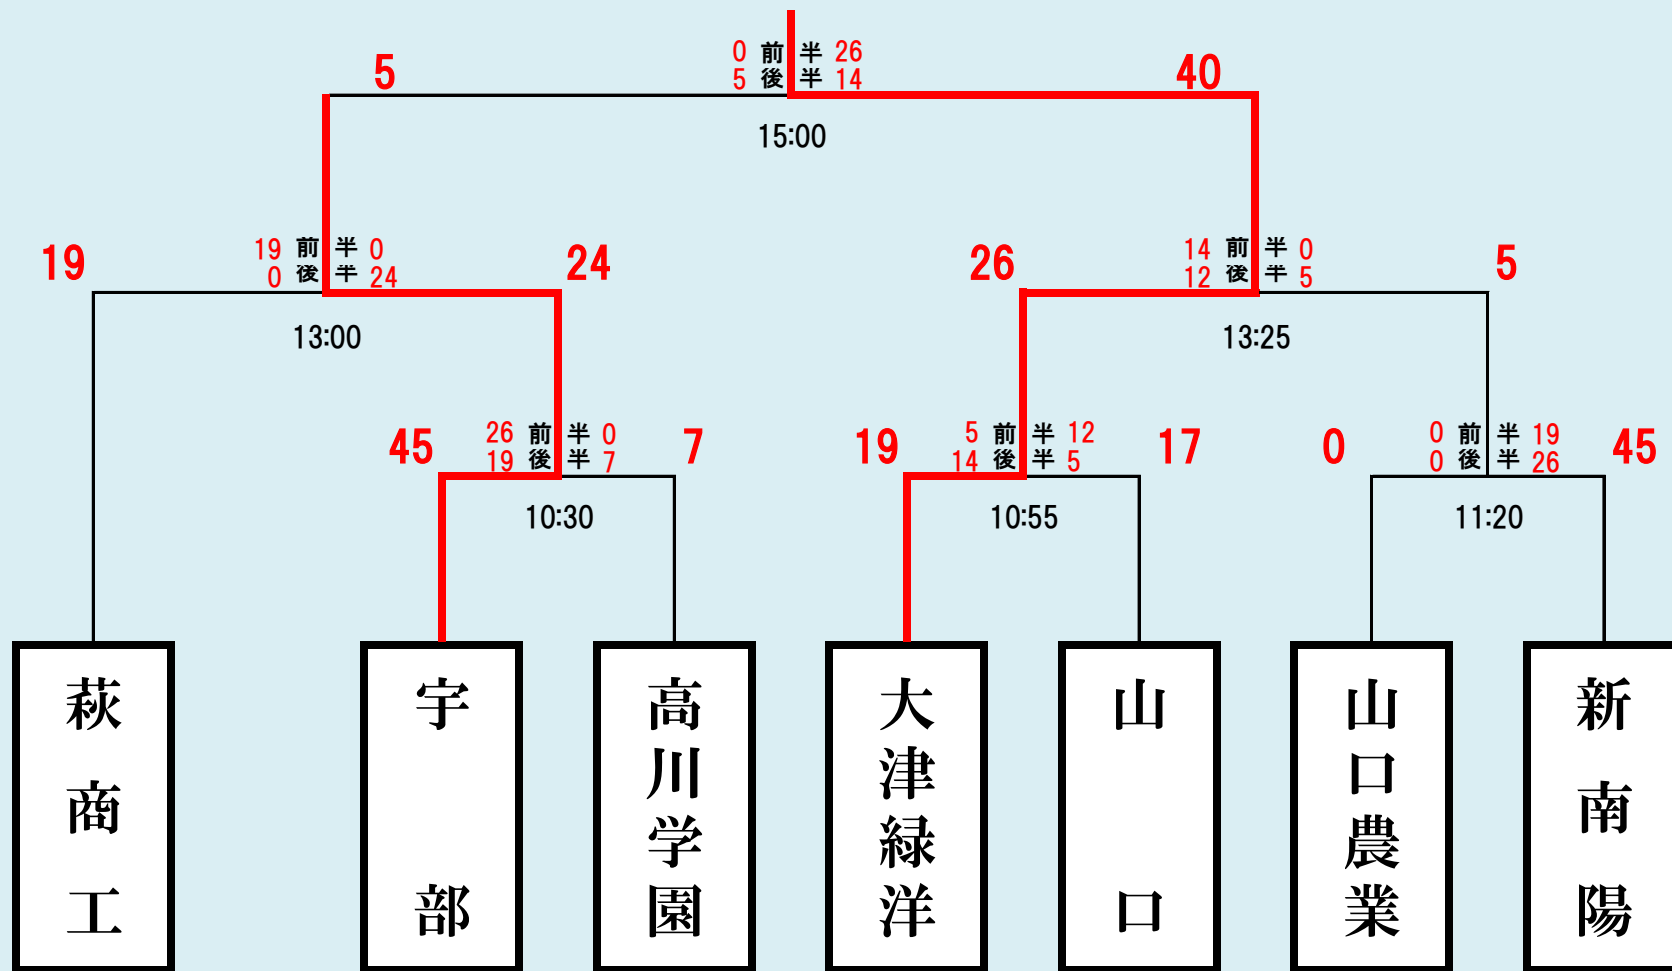 5 0 前 半 26 40
5 後 半 14
15:00
19 19 前 半 0 24
0 後 半 24
13:00
26 14 前 半 0 5
12 後 半 5
13:25
45 26 前 半 0 7
19 後 半 7
10:30
19 5 前 半 12 17
14 後 半 5
10:55
0 0 前 半 19 45
0 後 半 26
11:20
萩商工
宇部
高川学園
大津緑洋
山口
山口農業
新南陽